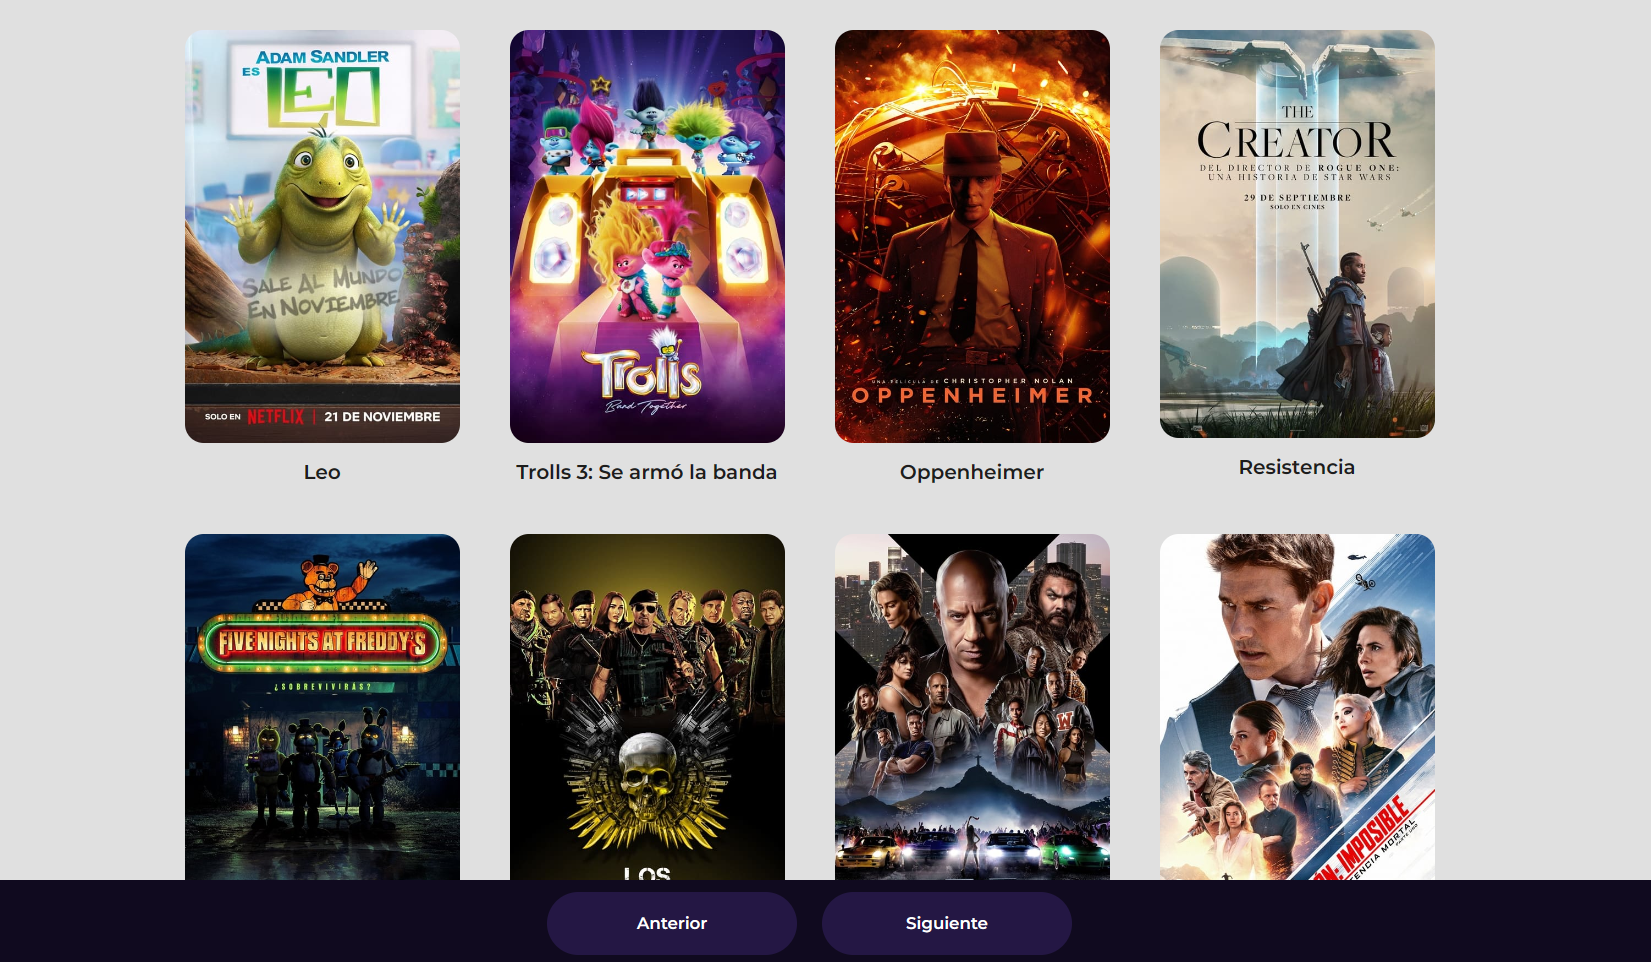 ADAM SANDLER
ES
LEO
SALE AL MUNDO
EN NOVIEMBRE
SOLO EN NETFLIX | 21 DE NOVIEMBRE
Trolls
Band Together
UNA PELÍCULA DE CHRISTOPHER NOLAN
OPPENHEIMER
THE
CREATOR
DEL DIRECTOR DE ROGUE ONE:
UNA HISTORIA DE STAR WARS
29 DE SEPTIEMBRE
SOLO EN CINES
Leo
Trolls 3: Se armó la banda
Oppenheimer
Resistencia
FIVE NIGHTS AT FREDDY'S
¿SOBREVIVIRÁS?
LOS
N: IMPOSIBLE
ENCIA MORTAL
PARTE UNO
Anterior
Siguiente